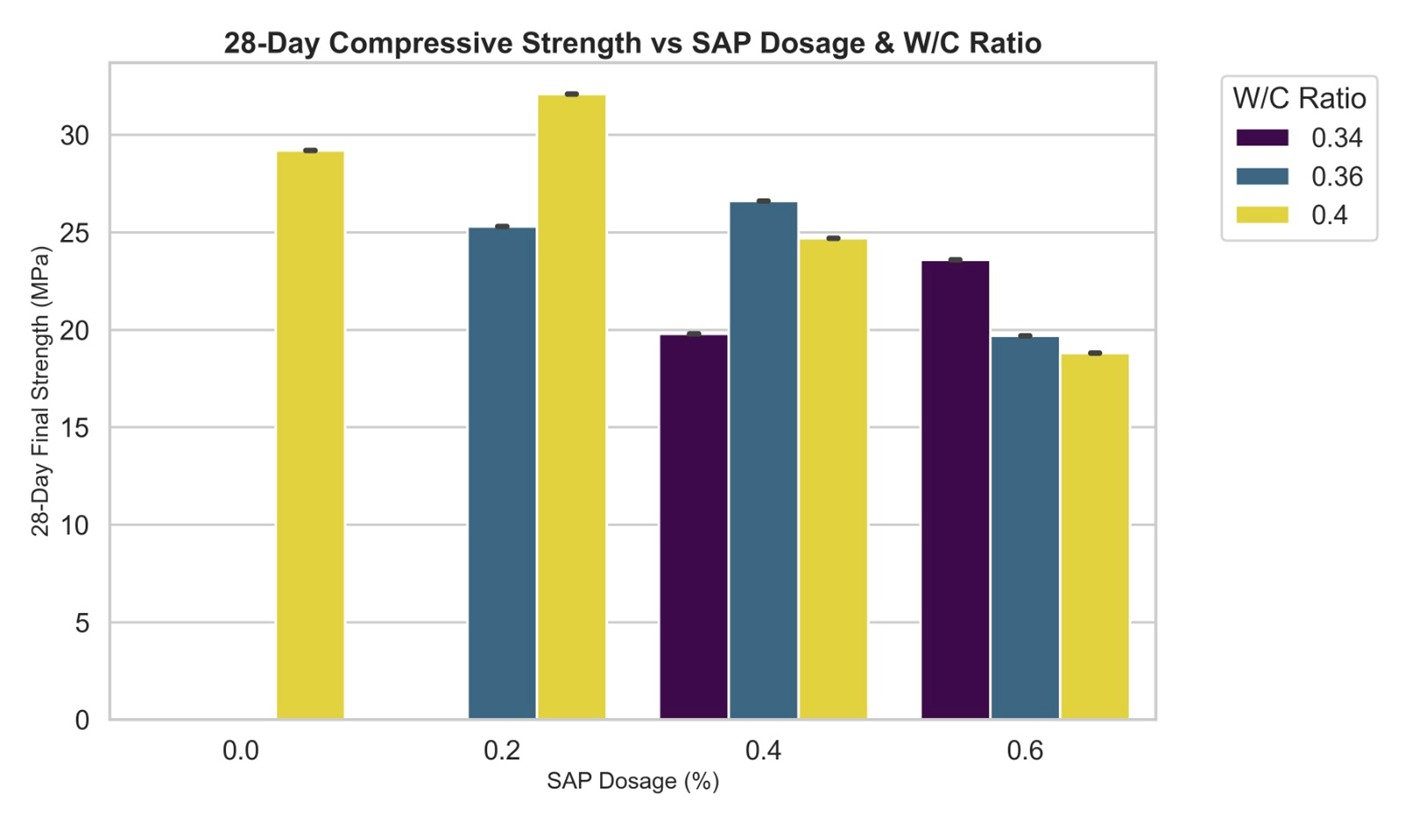 28-Day Compressive Strength vs SAP Dosage & W/C Ratio
W/C Ratio
0.34
0.36
0.4
28-Day Final Strength (MPa)
30
25
20
15
10
5
0
0.0 0.2 0.4 0.6
SAP Dosage (%)